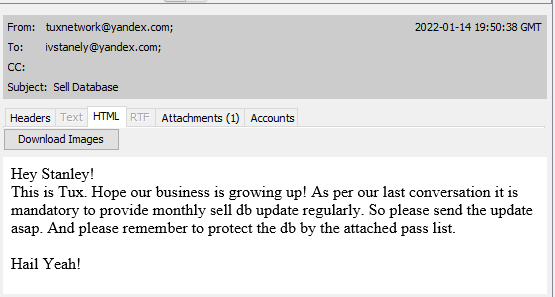 From: tuxnetwork@yandex.com; 2022-01-14 19:50:38 GMT
To: ivstanely@yandex.com;
CC:
Subject: Sell Database
Headers Text HTML RTF Attachments (1) Accounts
Download Images
Hey Stanley!
This is Tux. Hope our business is growing up! As per our last conversation it is
mandatory to provide monthly sell db update regularly. So please send the update
asap. And please remember to protect the db by the attached pass list.
Hail Yeah!